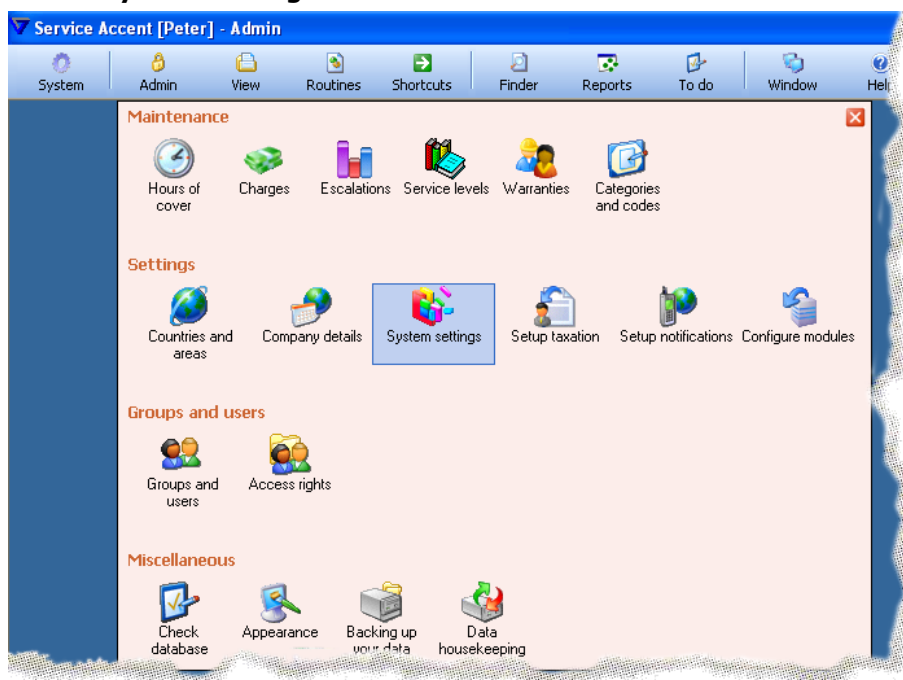 Service Accent [Peter] - Admin
System Admin View Routines Shortcuts Finder Reports To do Window
Maintenance
Hours of cover Charges Escalations Service levels Warranties Categories and codes
Settings
Countries and areas Company details System settings Setup taxation Setup notifications Configure modules
Groups and users
Groups and users Access rights
Miscellaneous
Check database Appearance Backing up your data Data housekeeping